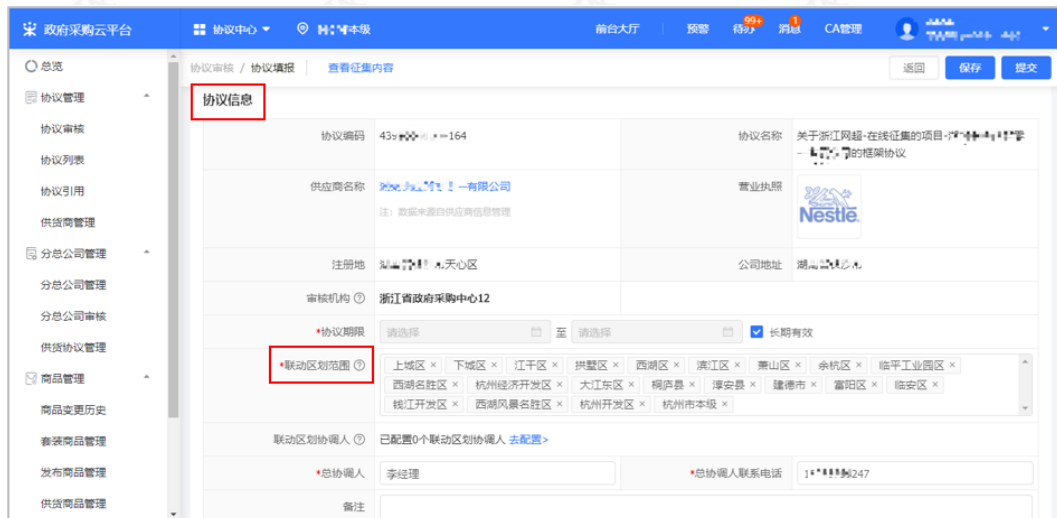 政府采购云平台 协议中心 本级 前台大厅 预警 待办 99+ 消息 1 CA管理
总览
协议审核 / 协议填报 查看征集内容 返回 保存 提交
协议管理
协议信息
协议审核
协议编码 164 协议名称 关于浙江网超-在线征集的项目-
的框架协议
协议列表
协议引用
供应商名称 有限公司 营业执照 Nestlé.
注：数据来源自供应商信息管理
供货商管理
分总公司管理
注册地 天心区 公司地址 湖
分总公司管理
审核机构 浙江省政府采购中心12
分总公司审核
*协议期限 请选择 至 请选择 长期有效
供货协议管理
*联动区划范围 上城区 × 下城区 × 江干区 × 拱墅区 × 西湖区 × 滨江区 × 萧山区 × 余杭区 × 临平工业园区 ×
商品管理
西湖名胜区 × 杭州经济开发区 × 大江东区 × 桐庐县 × 淳安县 × 建德市 × 富阳区 × 临安区 ×
钱江开发区 × 西湖风景名胜区 × 杭州开发区 × 杭州市本级 ×
商品变更历史
套装商品管理
联动区划协调人 已配置0个联动区划协调人 去配置>
发布商品管理
*总协调人 李经理 *总协调人联系电话 247
供货商品管理
备注